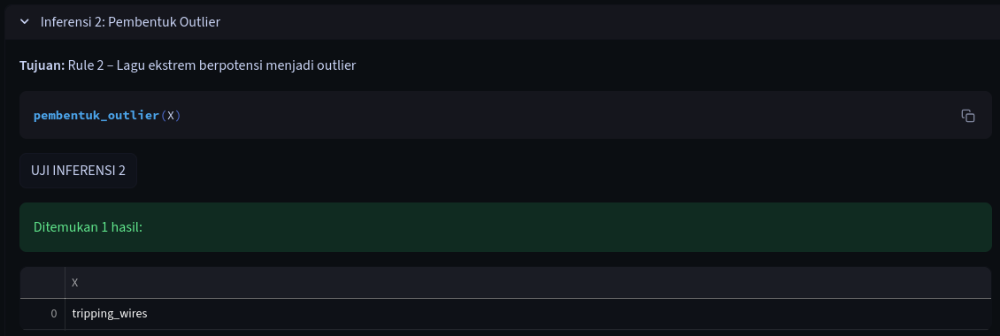 Inferensi 2: Pembentuk Outlier
Tujuan: Rule 2 – Lagu ekstrem berpotensi menjadi outlier
pembentuk_outlier(X)
UJI INFERENSI 2
Ditemukan 1 hasil:
X
0 tripping_wires